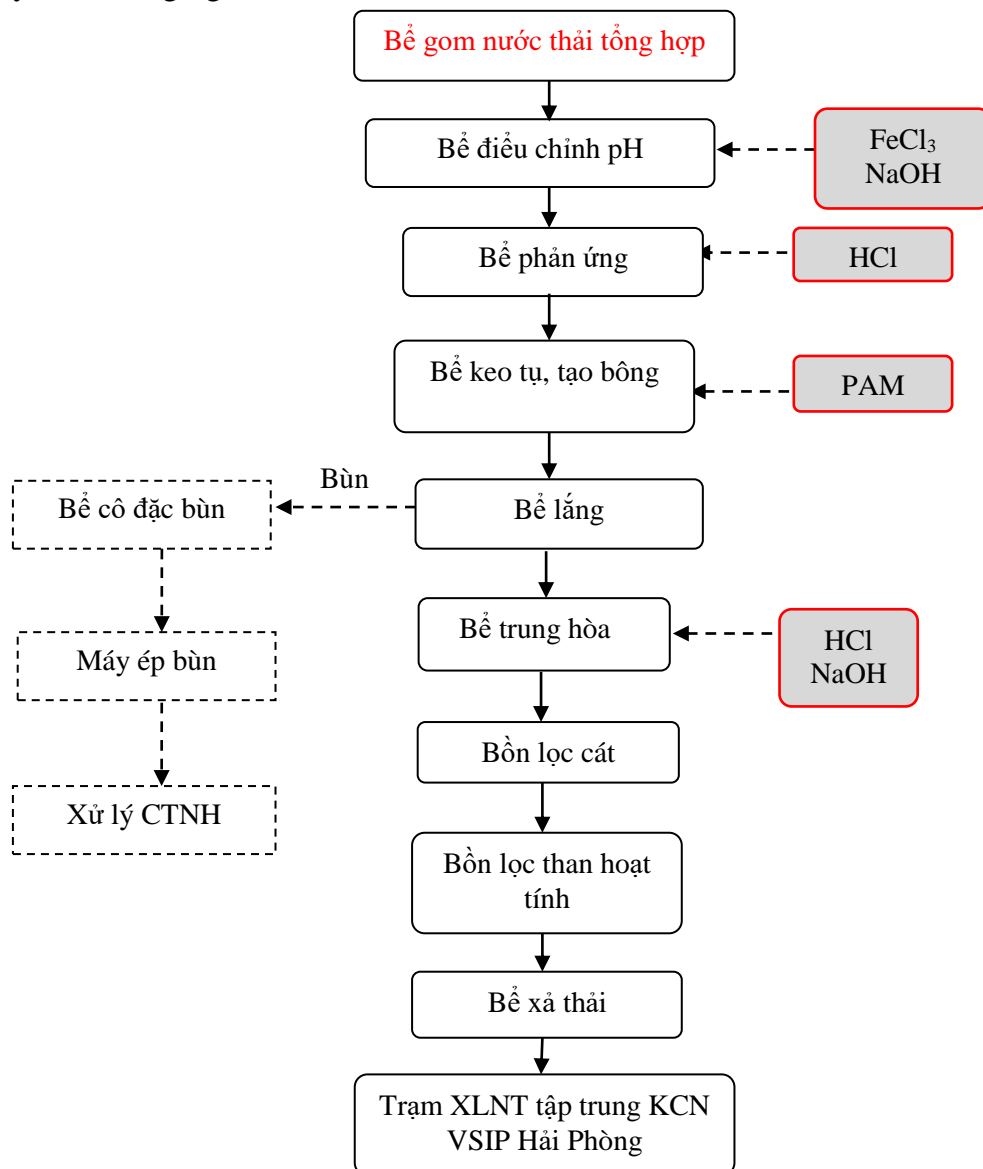 Bể gom nước thải tổng hợp
Bể điểu chỉnh pH
FeCl₃
NaOH
Bể phản ứng
HCl
Bể keo tụ, tạo bông
PAM
Bùn
Bể cô đặc bùn
Bể lắng
Bể trung hòa
HCl
NaOH
Máy ép bùn
Bồn lọc cát
Xử lý CTNH
Bồn lọc than hoạt
tính
Bể xả thải
Trạm XLNT tập trung KCN
VSIP Hải Phòng